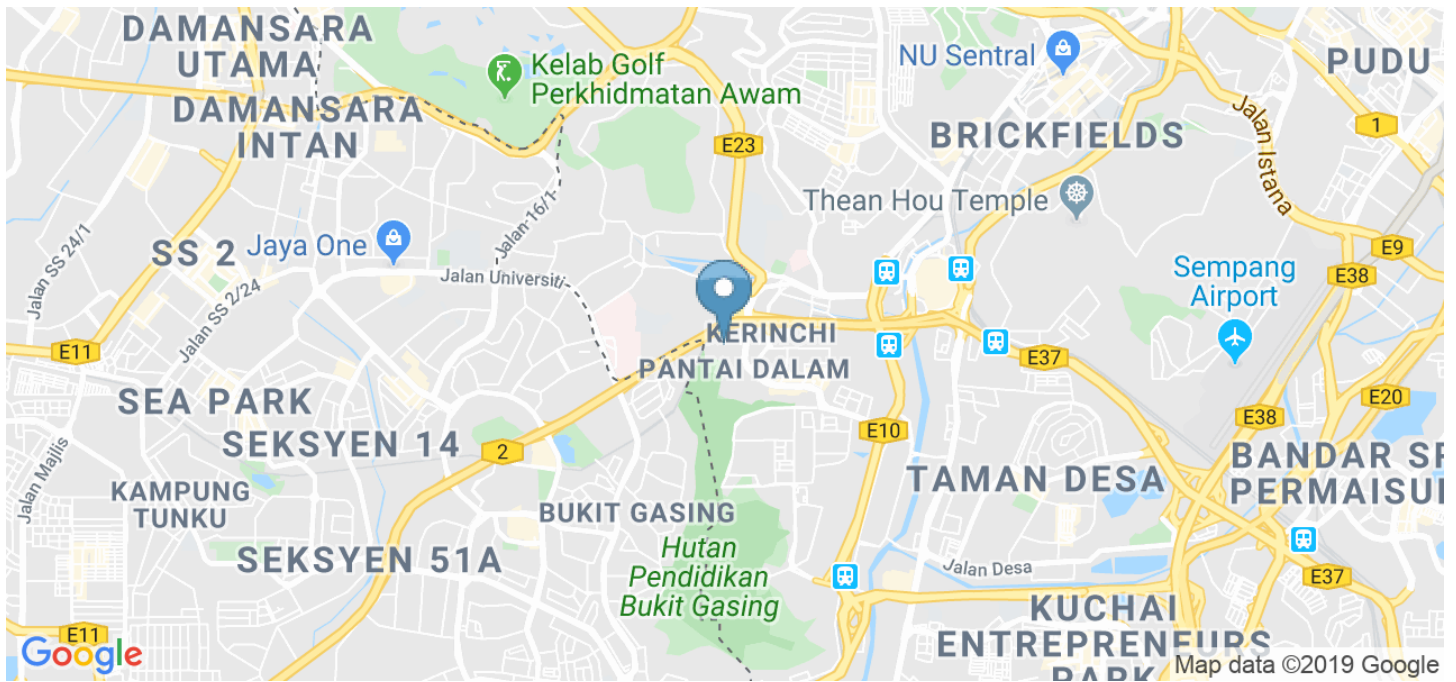 DAMANSARA
UTAMA
Kelab Golf
Perkhidmatan Awam
NU Sentral
PUDU
DAMANSARA
INTAN
Jalan Istana
1
E23
BRICKFIELDS
Thean Hou Temple
Jalan 16/1
Jalan SS 24/1
SS 2
Jaya One
Jalan Universiti
E9
E38
Sempang
Airport
Jalan SS 2/24
KERINCHI
E11
E37
PANTAI DALAM
SEA PARK
E20
E38
SEKSYEN 14
2
E10
Jalan Majlis
TAMAN DESA
BANDAR SR
PERMAISU
KAMPUNG
TUNKU
BUKIT GASING
SEKSYEN 51A
Hutan
Pendidikan
Bukit Gasing
Jalan Desa
E37
KUCHAI
ENTREPRENEURS
PARK
E11
Google
Map data ©2019 Google